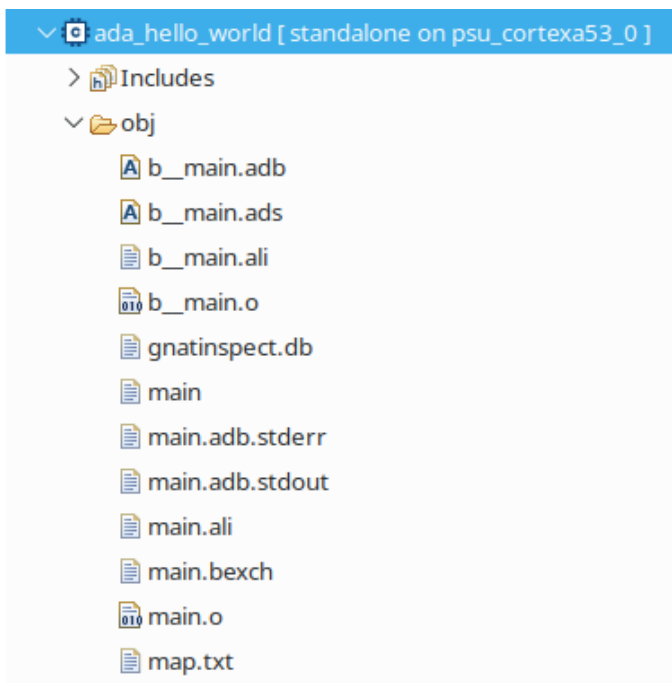 ada_hello_world [ standalone on psu_cortexa53_0 ]
Includes
obj
b__main.adb
b__main.ads
b__main.ali
b__main.o
gnatinspect.db
main
main.adb.stderr
main.adb.stdout
main.ali
main.bexch
main.o
map.txt